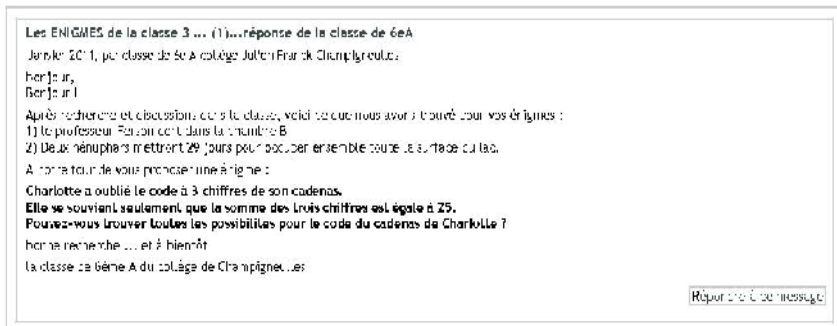 Les ENIGMES de la classe 3 ... (1)...réponse de la classe de 6eA
Janvier 2011, par classe de 6e A collège Julien Franck Champigneulles
bonjour,
Bonjour !
Après recherche et discussions dans la classe, voici ce que nous avons trouvé pour vos énigmes :
1) le professeur Person dort dans la chambre B
2) Deux nénuphars mettront 29 jours pour occuper ensemble toute la surface du lac.
A notre tour de vous proposer une énigme :
Charlotte a oublié le code à 3 chiffres de son cadenas.
Elle se souvient seulement que la somme des trois chiffres est égale à 25.
Pouvez-vous trouver toutes les possibilités pour le code du cadenas de Charlotte ?
bonne recherche ... et à bientôt
la classe de 6ème A du collège de Champigneulles
Répondre à ce message